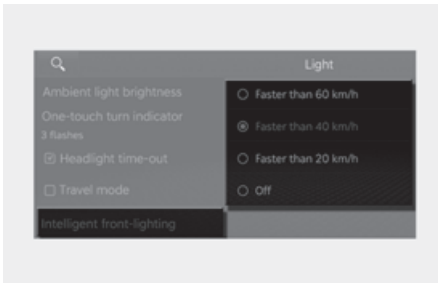 Light
Ambient light brightness
One-touch turn indicator
3 flashes
Headlight time-out
Travel mode
Intelligent front-lighting
Faster than 60 km/h
Faster than 40 km/h
Faster than 20 km/h
Off